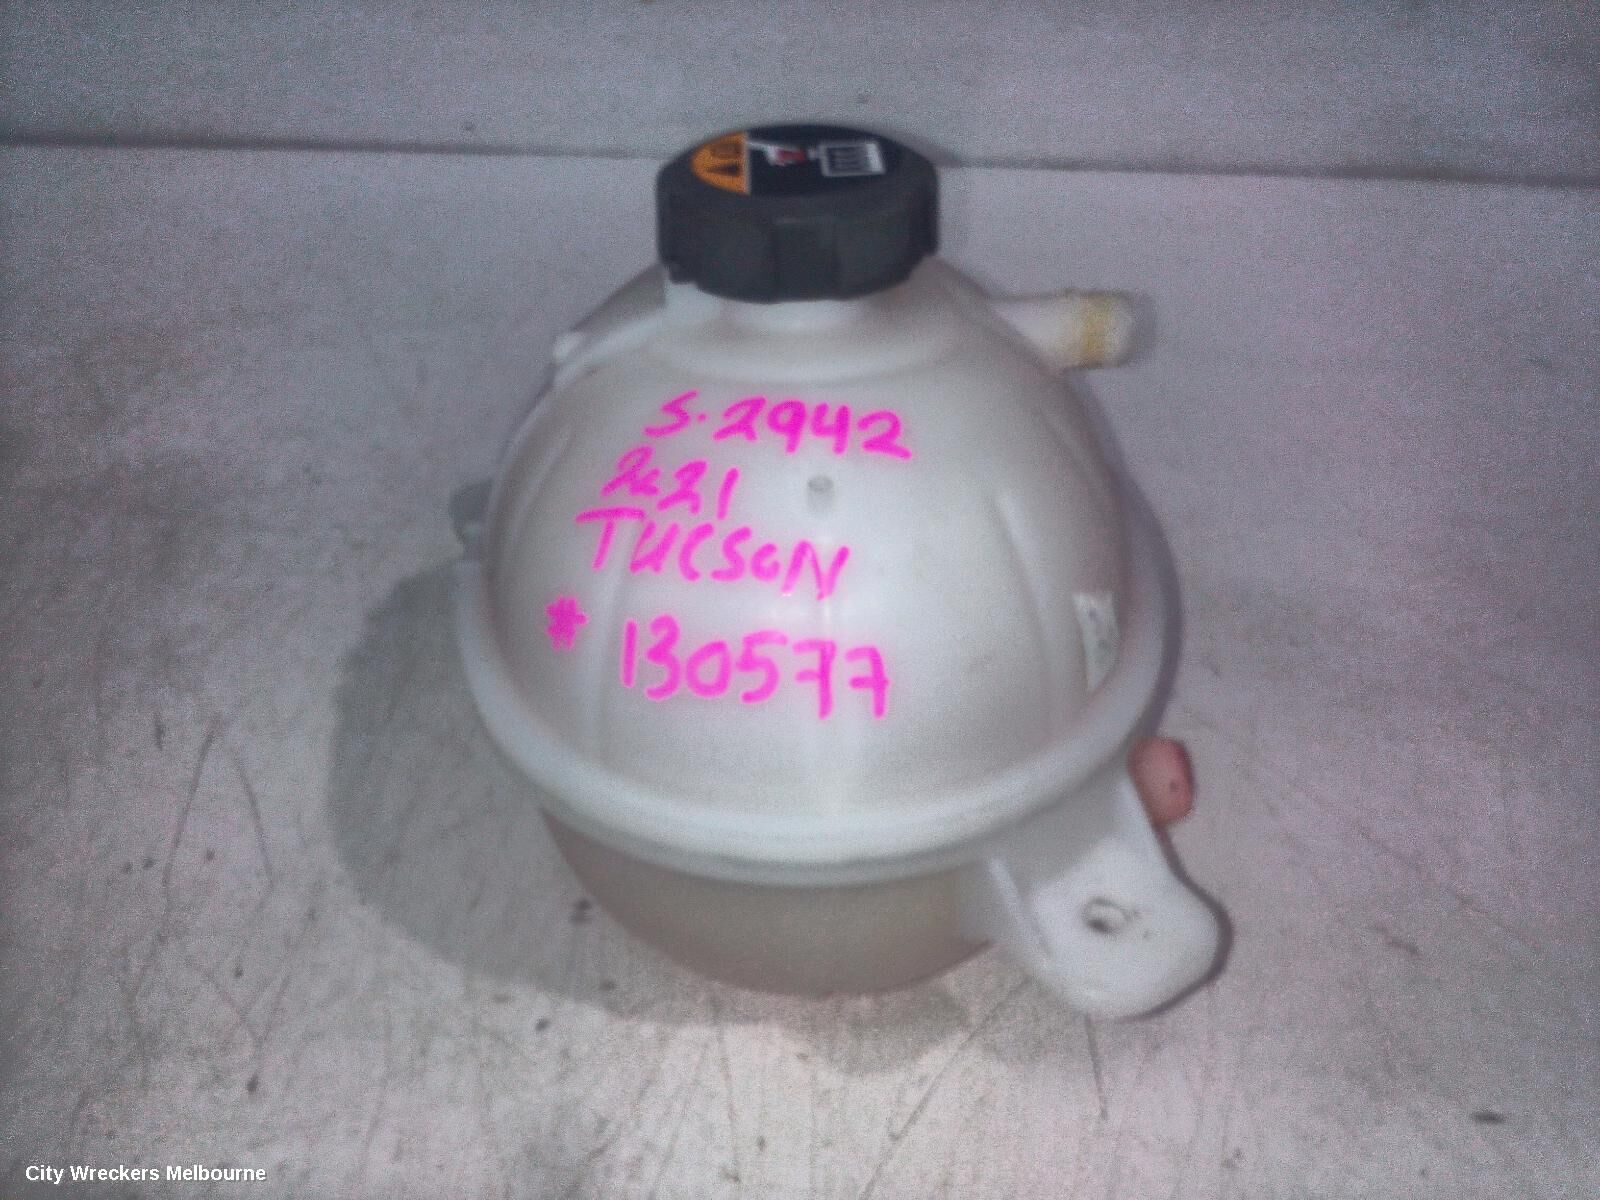 S.2942
2021
TUCSON
# 130577
City Wreckers Melbourne